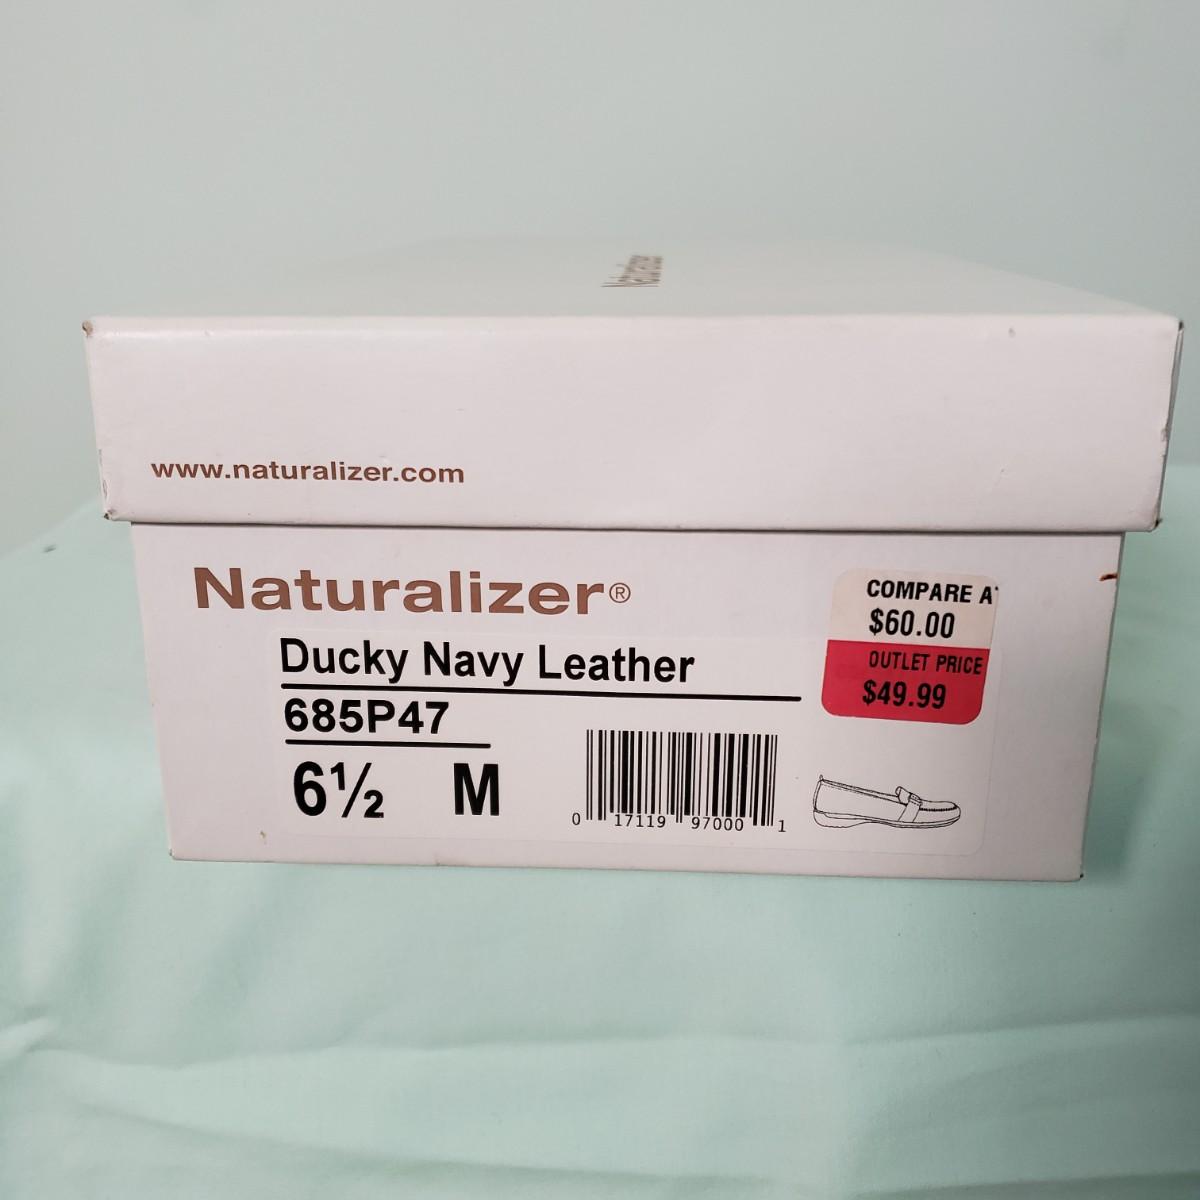 Naturalizer
www.naturalizer.com
Naturalizer®
Ducky Navy Leather
685P47
6½ M
0 17119 97000 1
COMPARE A
$60.00
OUTLET PRICE
$49.99